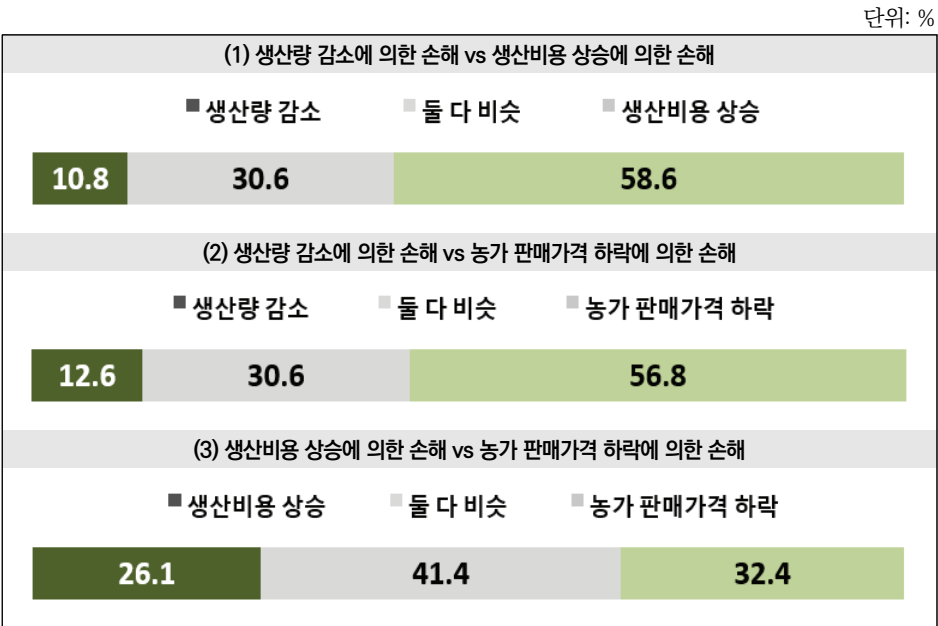 단위: %
(1) 생산량 감소에 의한 손해 vs 생산비용 상승에 의한 손해
생산량 감소 둘 다 비슷 생산비용 상승
10.8 30.6 58.6
(2) 생산량 감소에 의한 손해 vs 농가 판매가격 하락에 의한 손해
생산량 감소 둘 다 비슷 농가 판매가격 하락
12.6 30.6 56.8
(3) 생산비용 상승에 의한 손해 vs 농가 판매가격 하락에 의한 손해
생산비용 상승 둘 다 비슷 농가 판매가격 하락
26.1 41.4 32.4